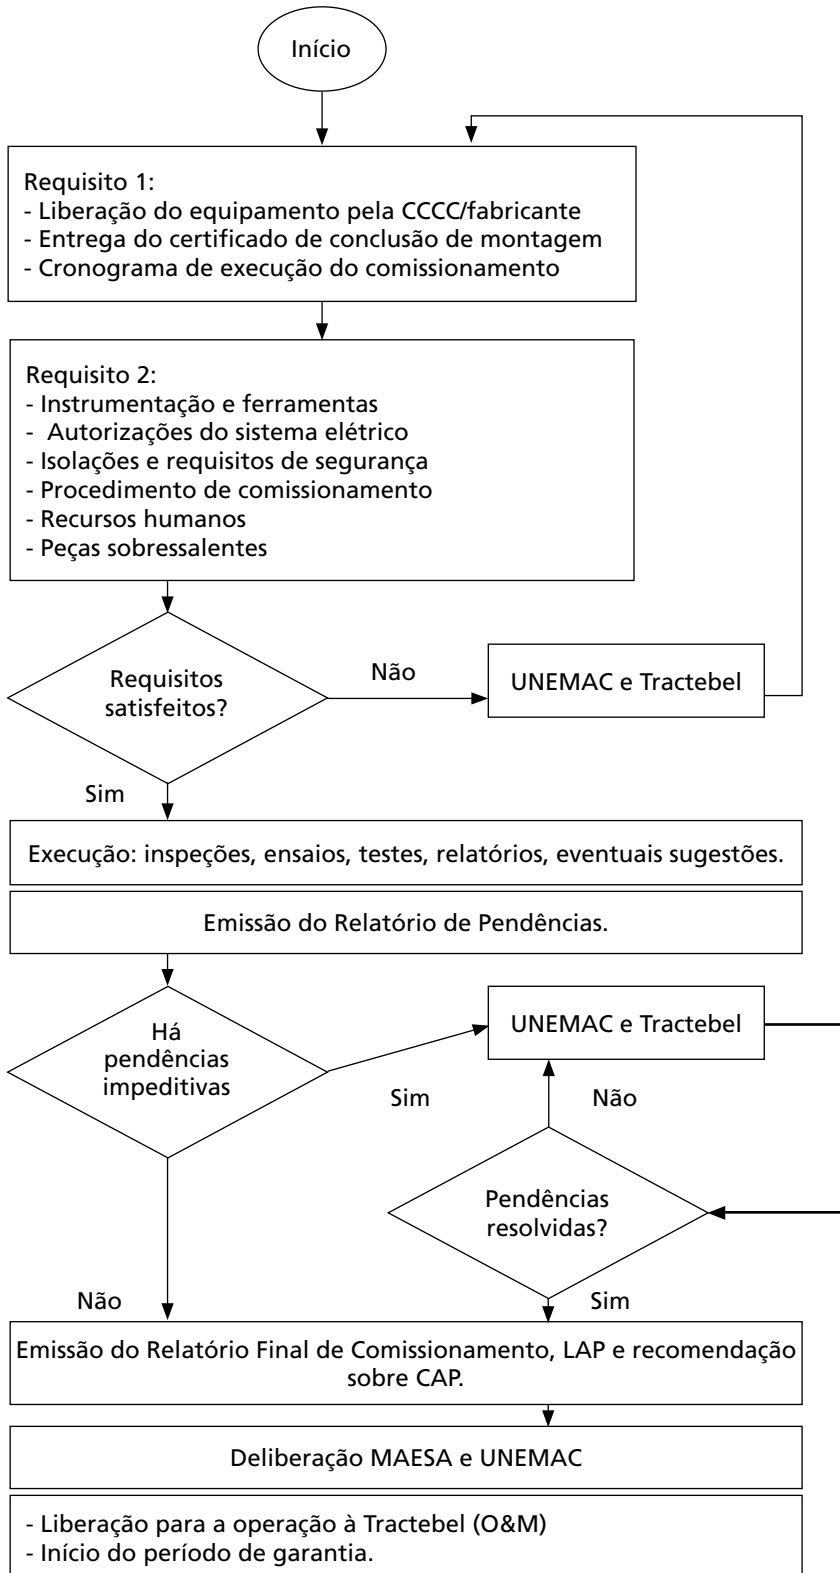 Início
Requisito 1:
- Liberação do equipamento pela CCCC/fabricante
- Entrega do certificado de conclusão de montagem
- Cronograma de execução do comissionamento
Requisito 2:
- Instrumentação e ferramentas
- Autorizações do sistema elétrico
- Isolações e requisitos de segurança
- Procedimento de comissionamento
- Recursos humanos
- Peças sobressalentes
Requisitos
satisfeitos?
Não
UNEMAC e Tractebel
Sim
Execução: inspeções, ensaios, testes, relatórios, eventuais sugestões.
Emissão do Relatório de Pendências.
Há
pendências
impeditivas
UNEMAC e Tractebel
Sim
Não
Pendências
resolvidas?
Não
Sim
Emissão do Relatório Final de Comissionamento, LAP e recomendação
sobre CAP.
Deliberação MAESA e UNEMAC
- Liberação para a operação à Tractebel (O&M)
- Início do período de garantia.